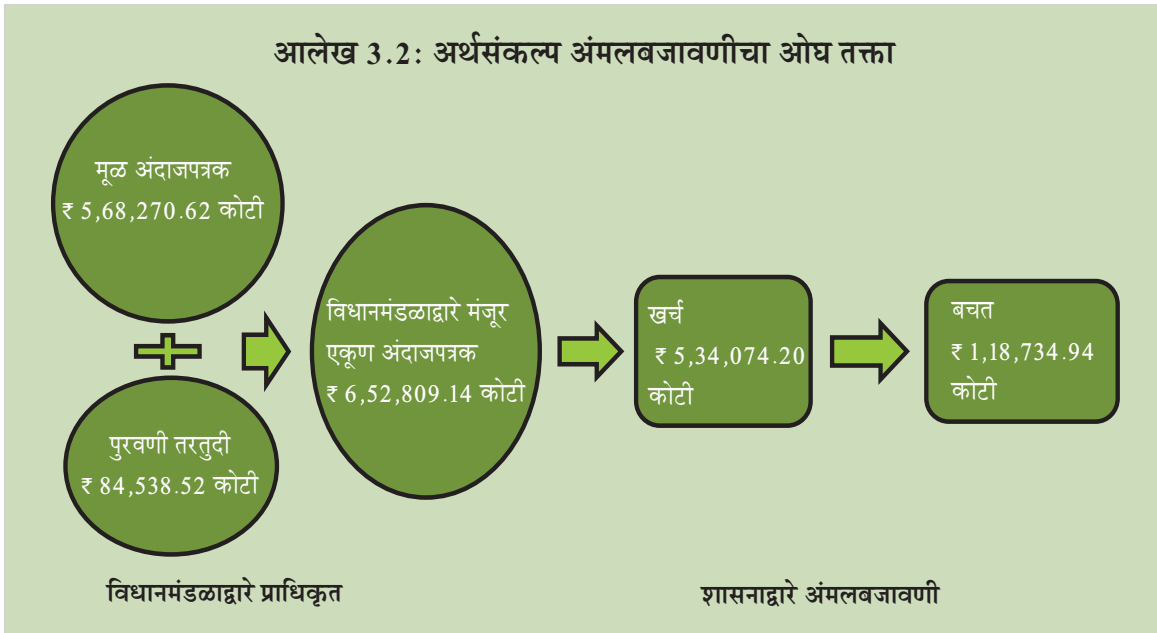 आलेख 3.2: अर्थसंकल्प अंमलबजावणीचा ओघ तक्ता
मूळ अंदाजपत्रक
₹ 5,68,270.62 कोटी
पुरवणी तरतुदी
₹ 84,538.52 कोटी
विधानमंडळाद्वारे मंजूर
एकूण अंदाजपत्रक
₹ 6,52,809.14 कोटी
खर्च
₹ 5,34,074.20
कोटी
बचत
₹ 1,18,734.94
कोटी
विधानमंडळाद्वारे प्राधिकृत
शासनाद्वारे अंमलबजावणी